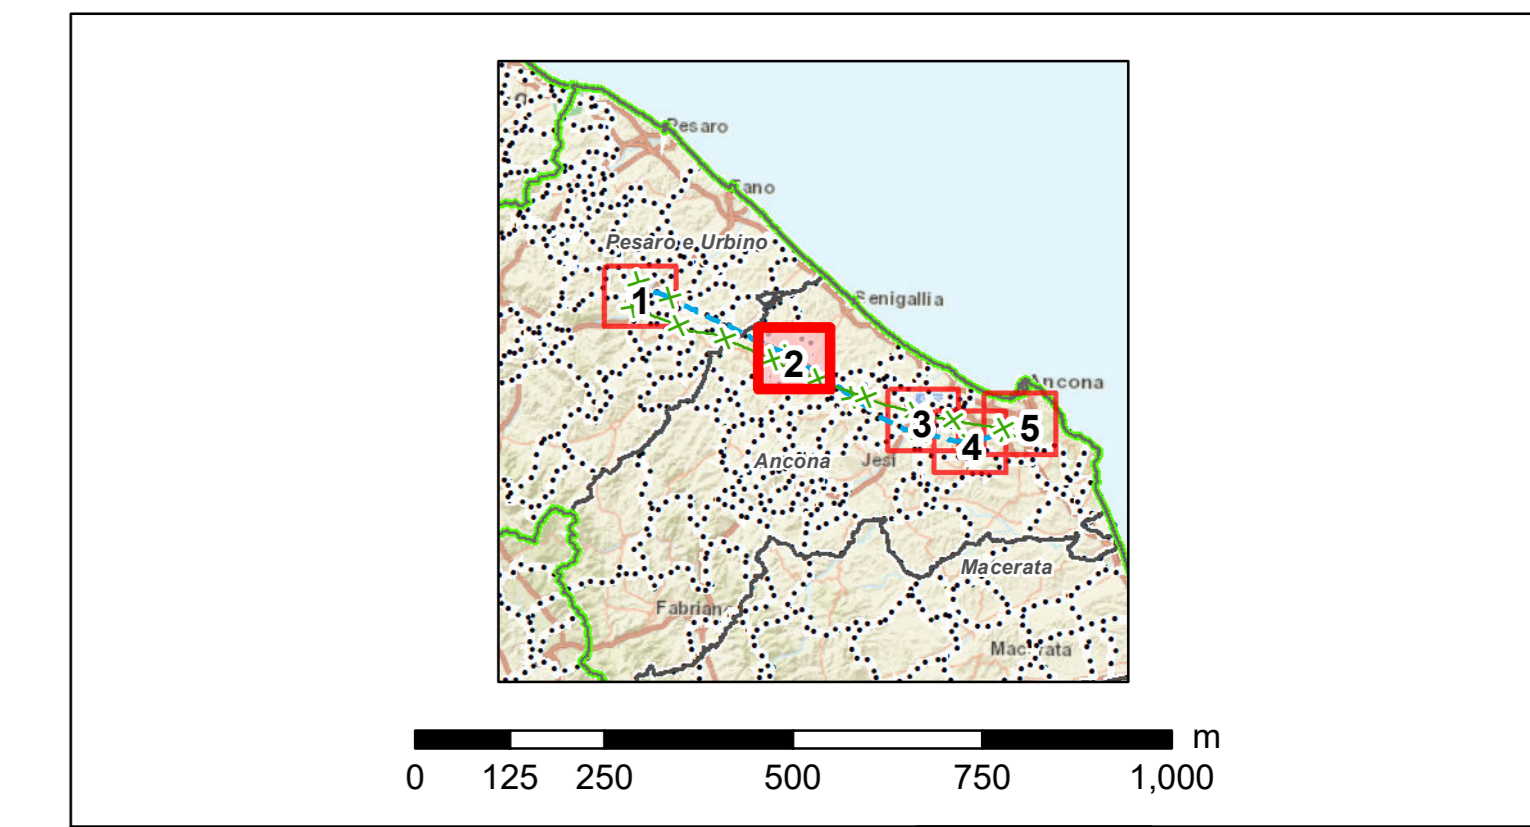 Pesaro
Fano
Pesaro e Urbino
Senigallia
1
2
Ancona
3
5
4
Ancona
Jesi
Macerata
Fabrian
m
0 125 250 500 750 1,000